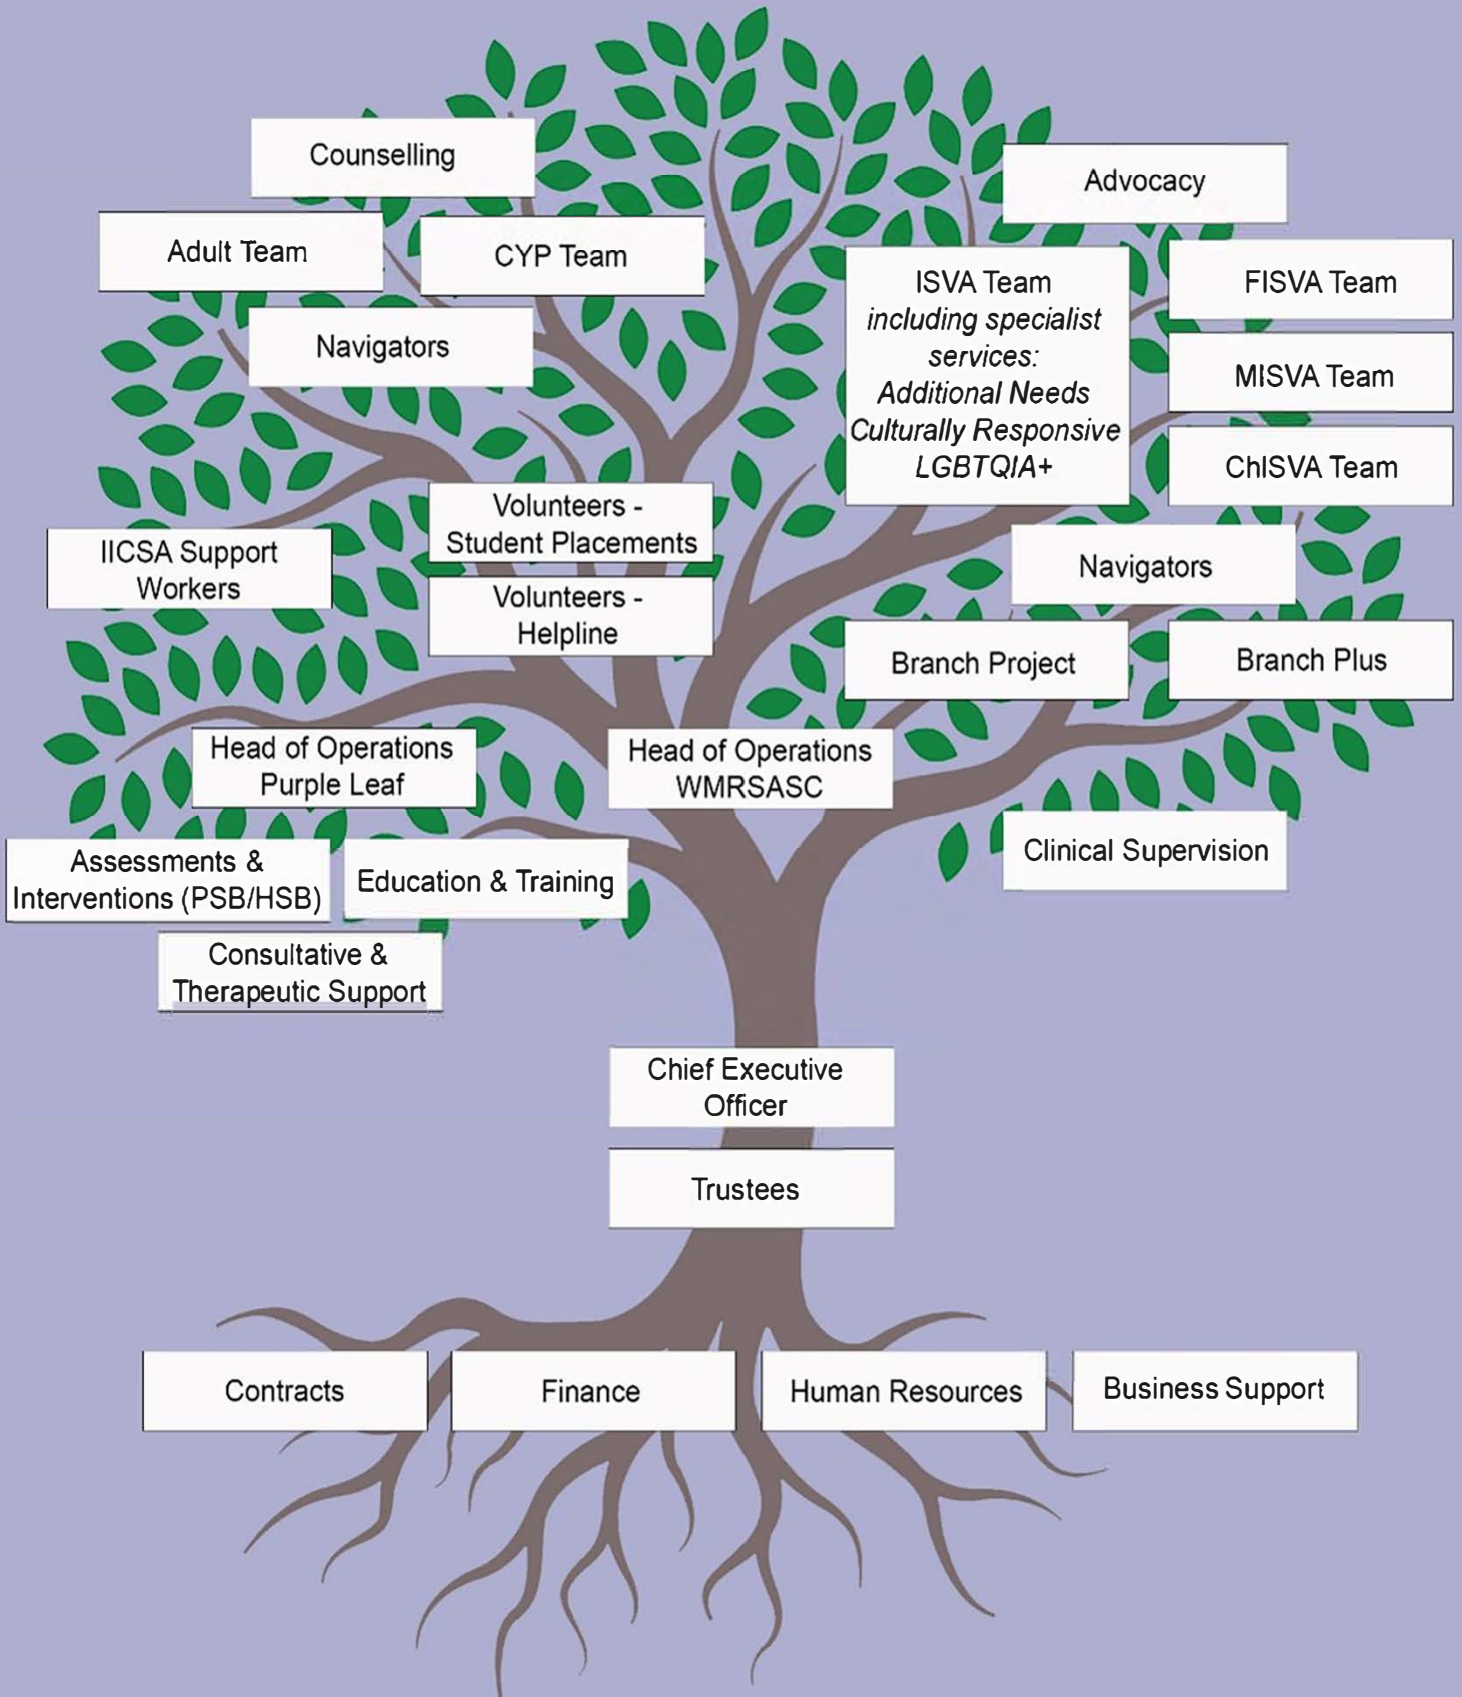 Counselling
Adult Team
CYP Team
Navigators
Advocacy
ISVA Team
including specialist
services:
Additional Needs
Culturally Responsive
LGBTQIA+
FISVA Team
MISVA Team
ChISVA Team
Navigators
Branch Project
Branch Plus
Volunteers -
Student Placements
Volunteers -
Helpline
IICSA Support
Workers
Head of Operations
Purple Leaf
Head of Operations
WMRSASC
Assessments &
Interventions (PSB/HSB)
Education & Training
Consultative &
Therapeutic Support
Clinical Supervision
Chief Executive
Officer
Trustees
Contracts
Finance
Human Resources
Business Support